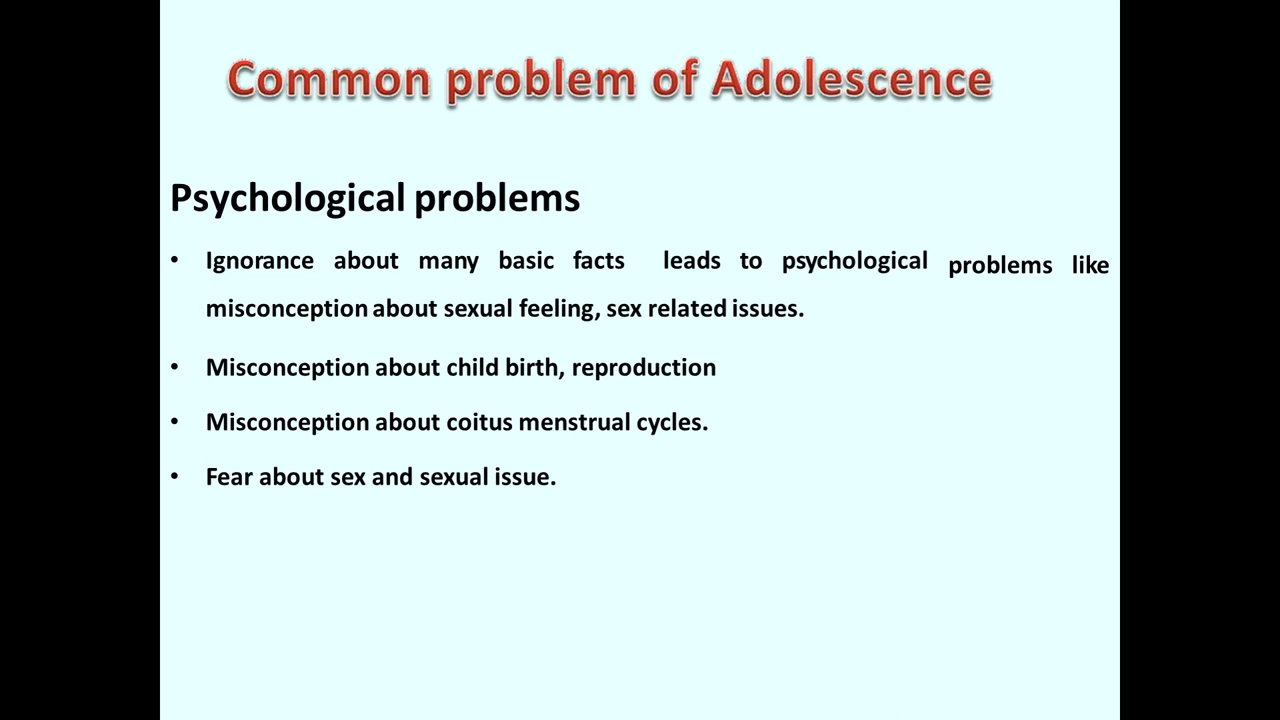 Common problem of Adolescence
Psychological problems
• Ignorance about many basic facts leads to psychological problems like
misconception about sexual feeling, sex related issues.
• Misconception about child birth, reproduction
• Misconception about coitus menstrual cycles.
• Fear about sex and sexual issue.